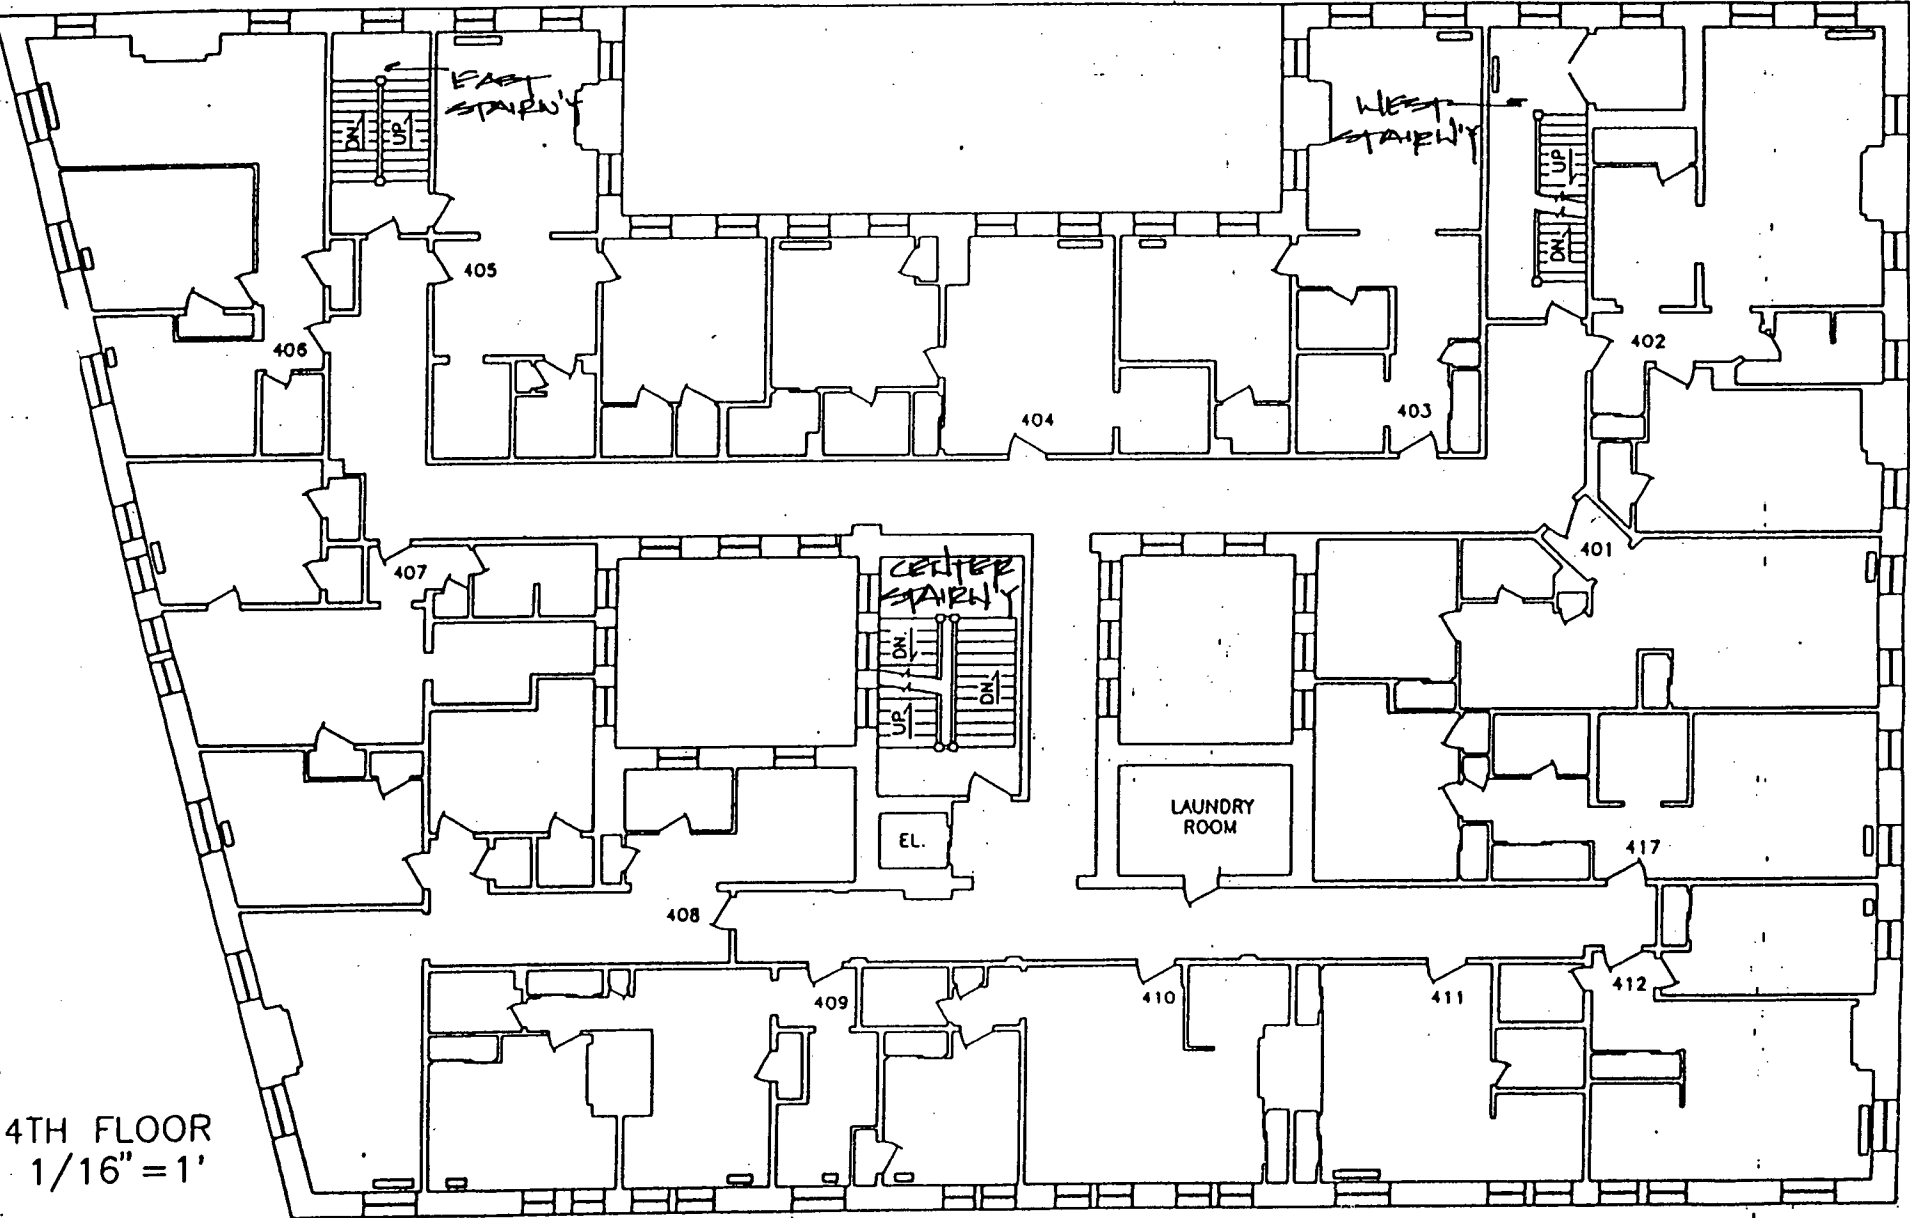 EAST
STAIRW'Y
DN.
UP
WEST
STAIRW'Y
UP
DN.
405
406
402
404
403
401
CENTER
STAIRW'Y
407
DN.
DN.
UP
LAUNDRY
ROOM
EL.
417
408
409
410
411
412
4TH FLOOR
1/16"=1'